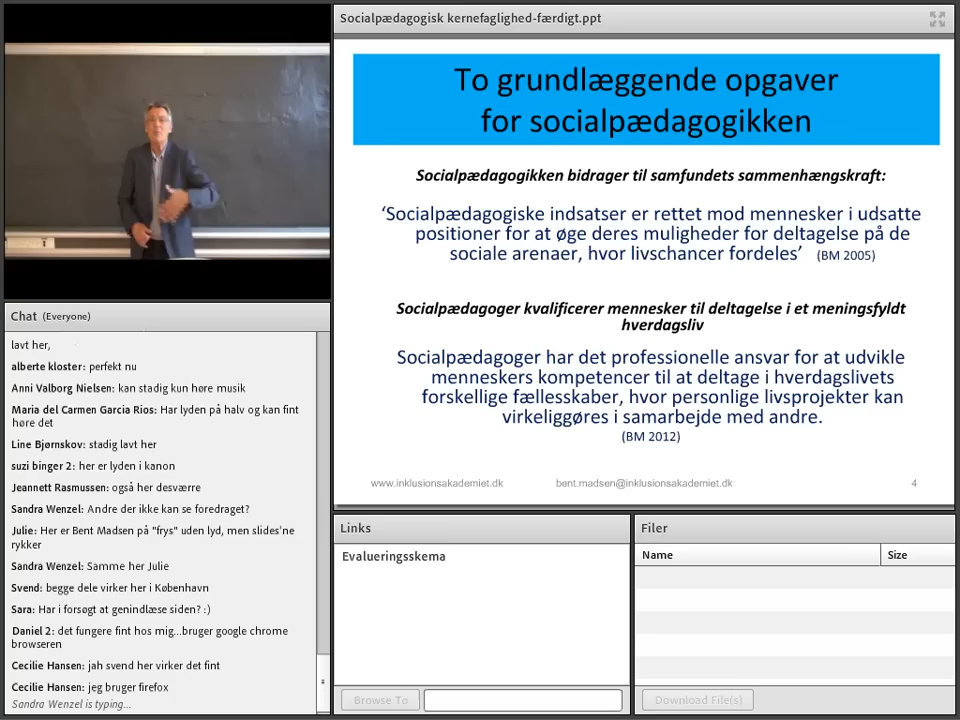 Socialpædagogisk kernefaglighed-færdigt.ppt
To grundlæggende opgaver
for socialpædagogikken
Socialpædagogikken bidrager til samfundets sammenhængskraft:
‘Socialpædagogiske indsatser er rettet mod mennesker i udsatte
positioner for at øge deres muligheder for deltagelse på de
sociale arenaer, hvor livschancer fordeles’ (BM 2005)
Socialpædagoger kvalificerer mennesker til deltagelse i et meningsfyldt
hverdagsliv
Socialpædagoger har det professionelle ansvar for at udvikle
menneskers kompetencer til at deltage i hverdagslivets
forskellige fællesskaber, hvor personlige livsprojekter kan
virkeliggøres i samarbejde med andre.
(BM 2012)
www.inklusionsakademiet.dk bent.madsen@inklusionsakademiet.dk 4
Chat (Everyone)
lavt her,
alberte kloster: perfekt nu
Anni Valborg Nielsen: kan stadig kun høre musik
Maria del Carmen Garcia Rios: Har lyden på halv og kan fint
høre det
Line Bjørnskov: stadig lavt her
suzi binger 2: her er lyden i kanon
Jeannett Rasmussen: også her desværre
Sandra Wenzel: Andre der ikke kan se foredraget?
Julie: Her er Bent Madsen på "frys" uden lyd, men slides'ne
rykker
Sandra Wenzel: Samme her Julie
Svend: begge dele virker her i København
Sara: Har i forsøgt at genindlæse siden? :)
Daniel 2: det fungere fint hos mig...bruger google chrome
browseren
Cecilie Hansen: jah svend her virker det fint
Cecilie Hansen: jeg bruger firefox
Sandra Wenzel is typing...
Links
Evalueringsskema
Browse To
Filer
Name Size
Download File(s)